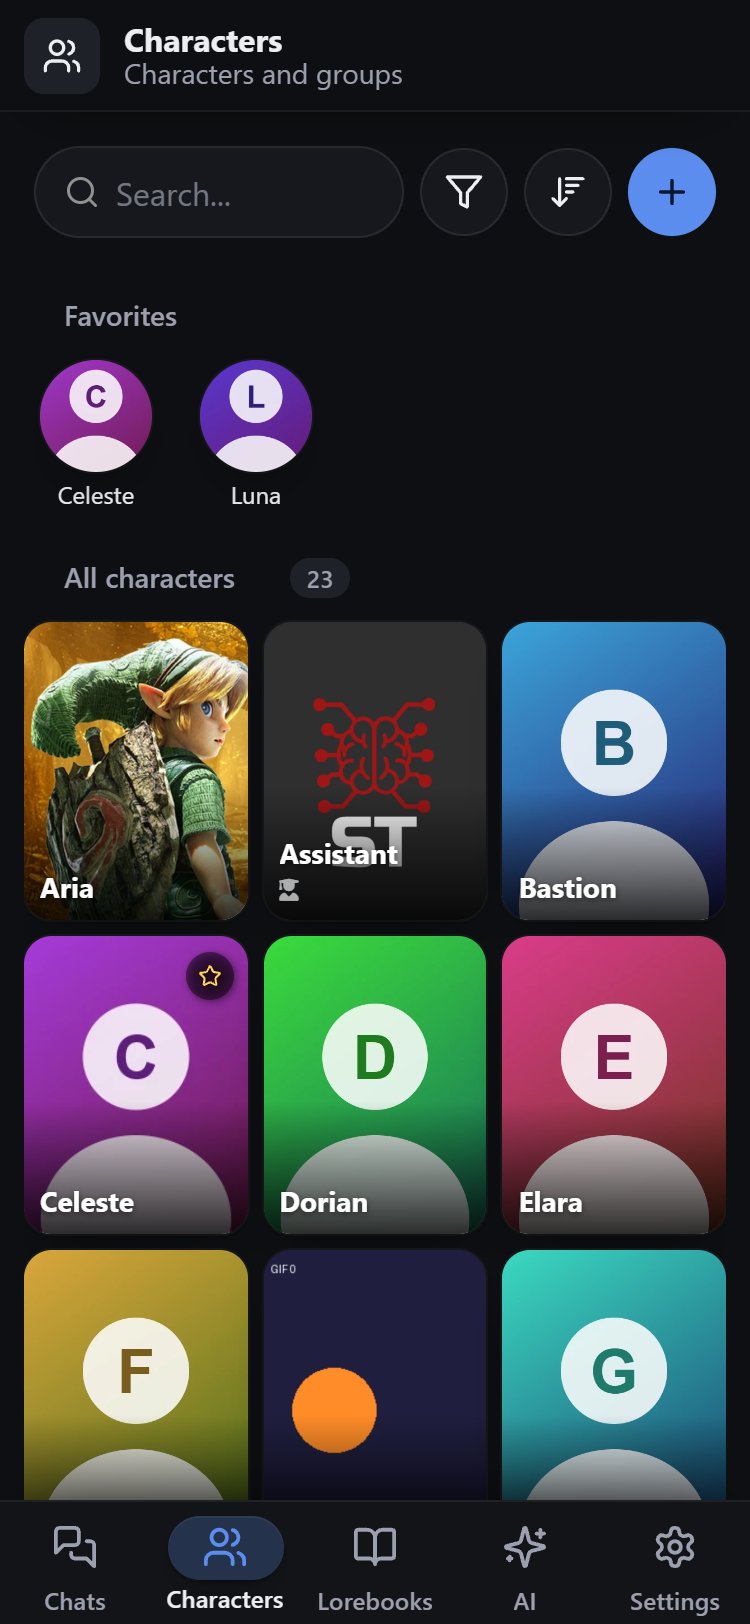 Characters
Characters and groups
Search...
Favorites
C
L
Celeste
Luna
All characters
23
Aria
ST
Assistant
B
Bastion
C
Celeste
D
Dorian
E
Elara
F
GIF0
G
Chats
Characters
Lorebooks
AI
Settings